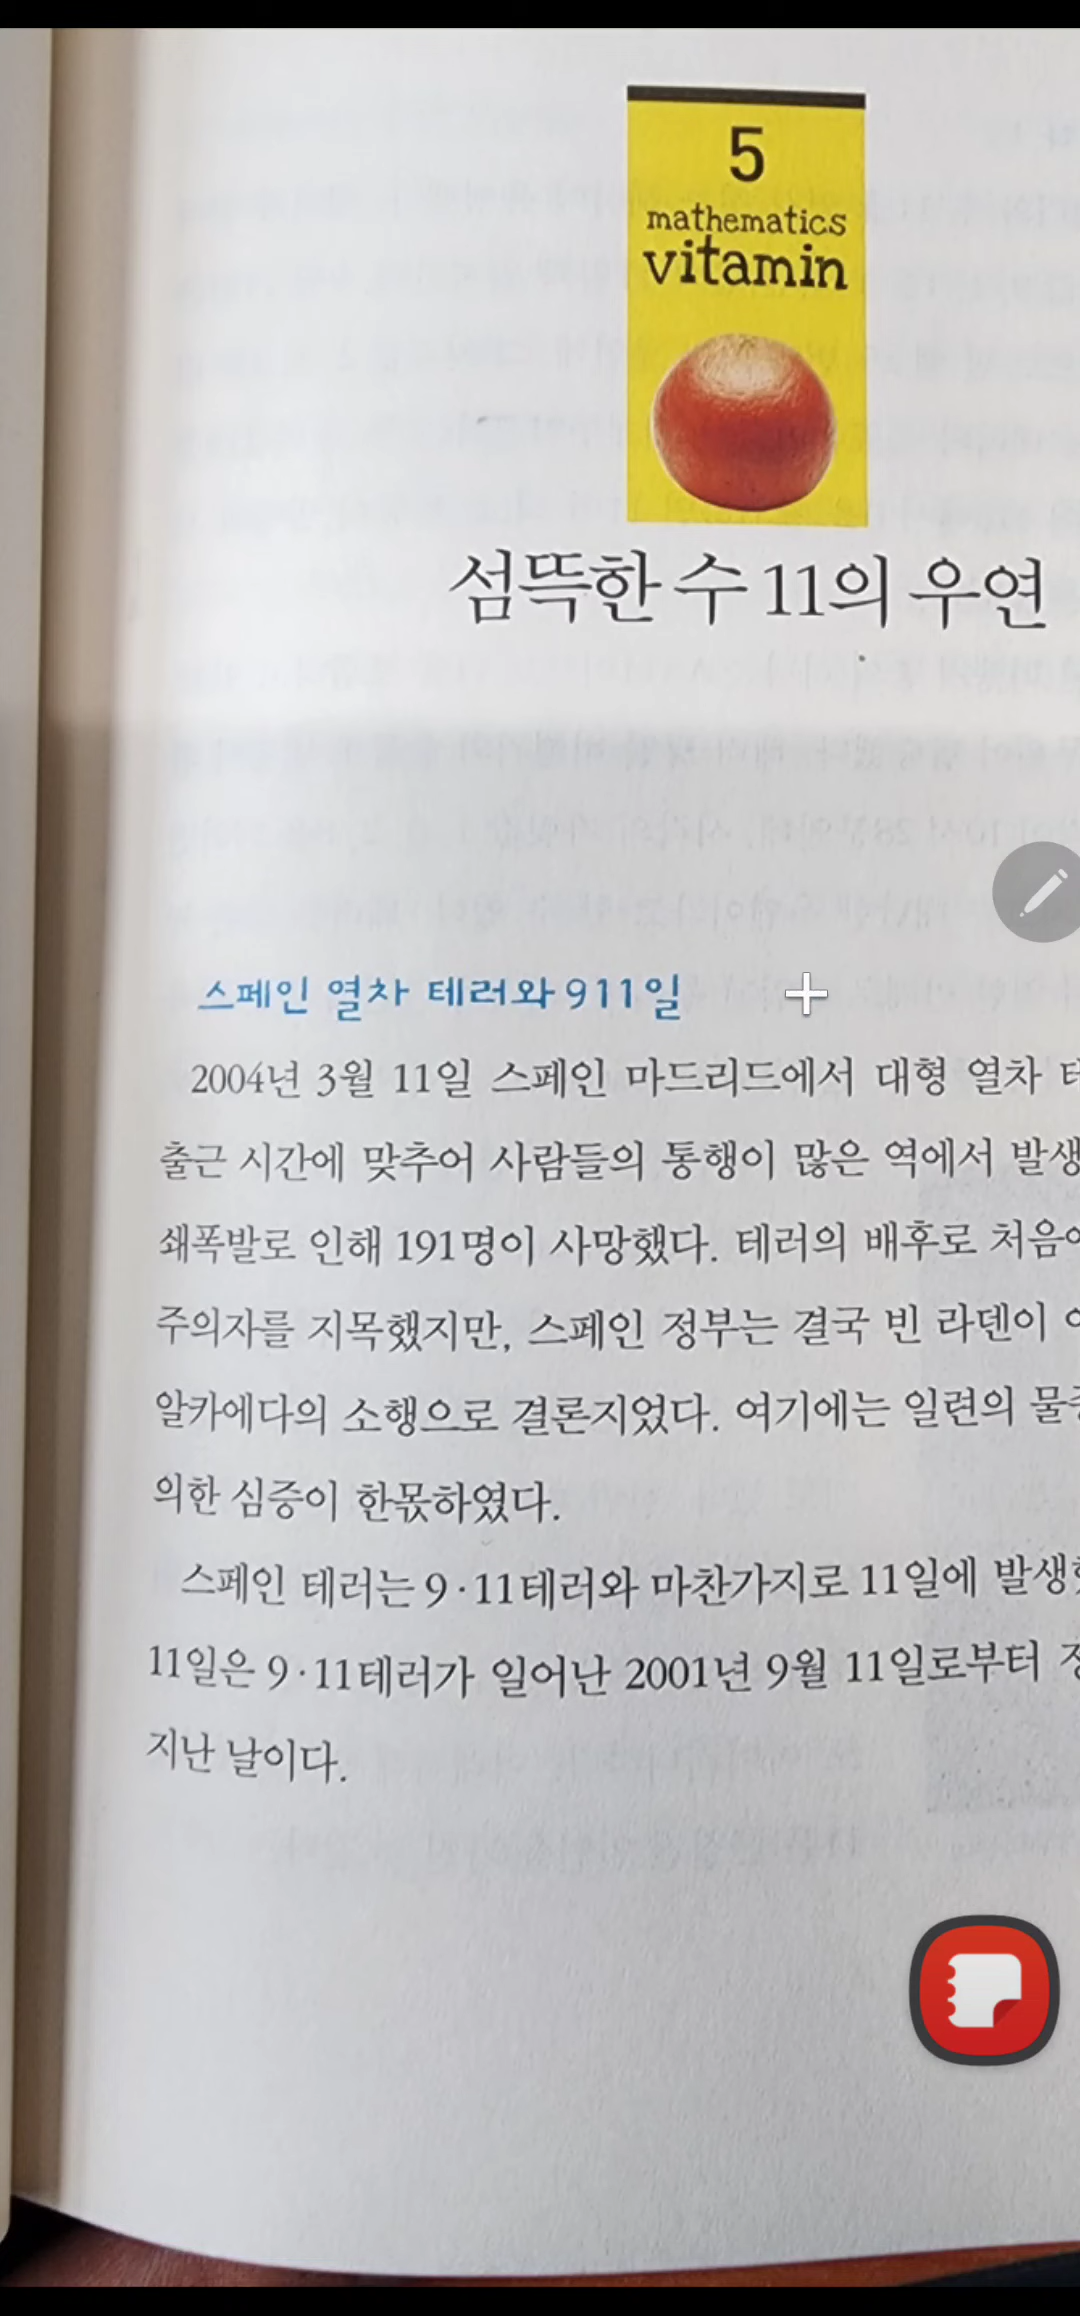 5
mathematics
vitamin
섬뜩한 수 11의 우연
스페인 열차 테러와 911일
2004년 3월 11일 스페인 마드리드에서 대형 열차
출근 시간에 맞추어 사람들의 통행이 많은 역에서 발생
쇄폭발로 인해 191명이 사망했다. 테러의 배후로 처음에
주의자를 지목했지만, 스페인 정부는 결국 빈 라덴이
알카에다의 소행으로 결론지었다. 여기에는 일련의
의한 심증이 한몫하였다.
스페인 테러는 9·11테러와 마찬가지로 11일에
11일은 9·11테러가 일어난 2001년 9월 11일로부터
지난 날이다.